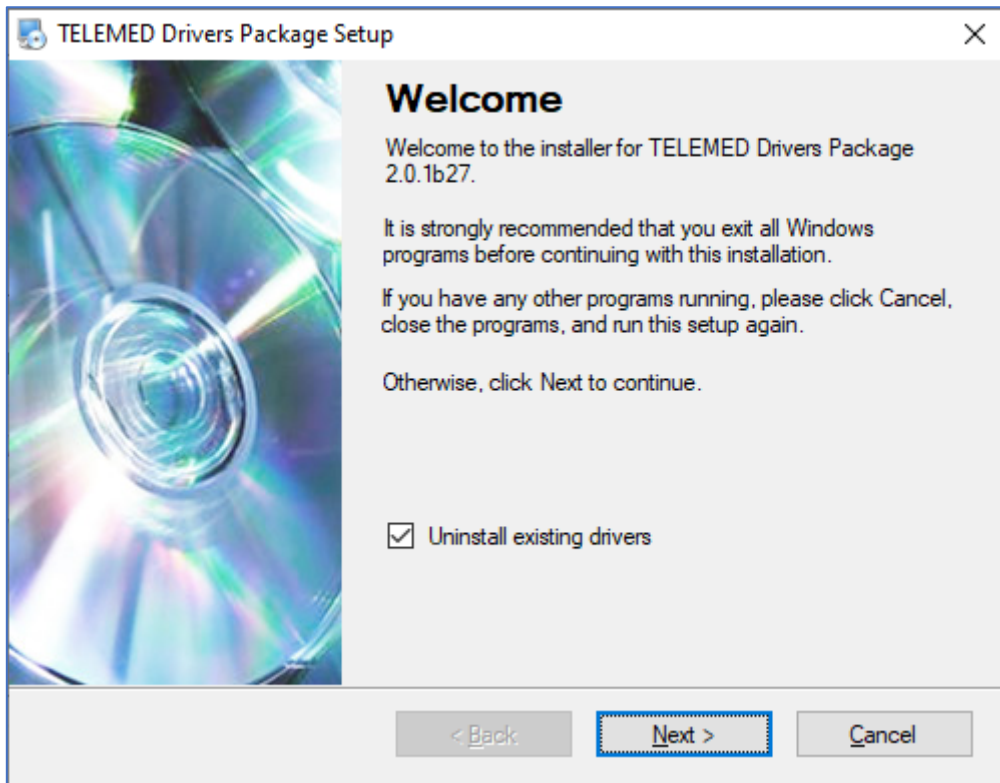 TELEMED Drivers Package Setup
Welcome
Welcome to the installer for TELEMED Drivers Package
2.0.1b27.
It is strongly recommended that you exit all Windows
programs before continuing with this installation.
If you have any other programs running, please click Cancel,
close the programs, and run this setup again.
Otherwise, click Next to continue.
Uninstall existing drivers
< Back
Next >
Cancel